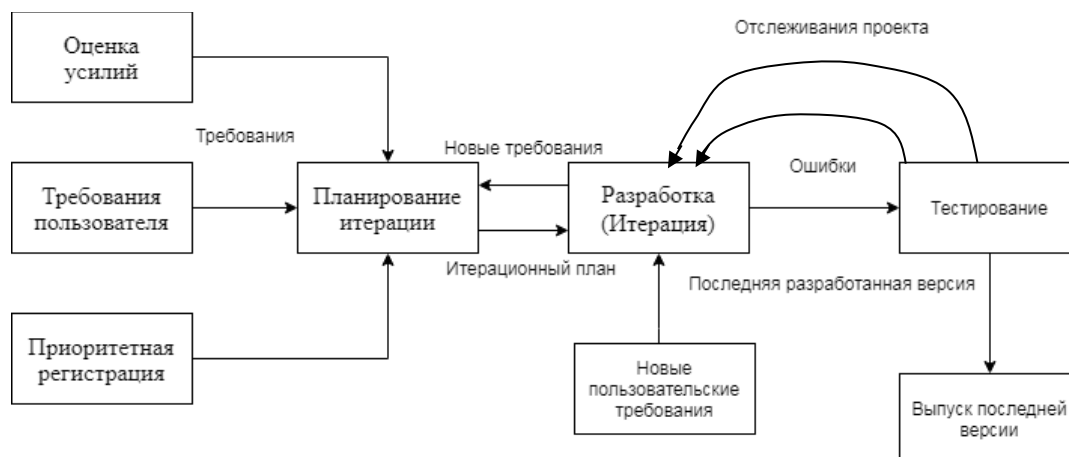 Оценка
усилий
Отслеживания проекта
Требования
Новые требования
Ошибки
Требования
пользователя
Планирование
итерации
Разработка
(Итерация)
Тестирование
Итерационный план
Последняя разработанная версия
Приоритетная
регистрация
Новые
пользовательские
требования
Выпуск последней
версии